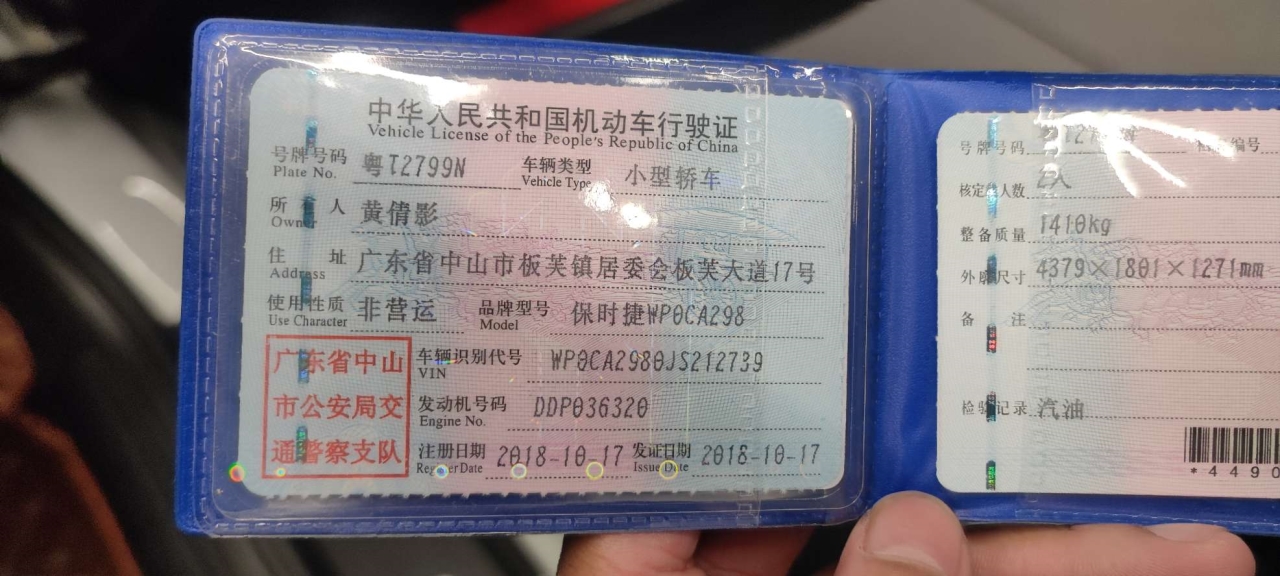 中华人民共和国机动车行驶证
Vehicle License of the People's Republic of China
号牌号码 粤T2799N 车辆类型 小型轿车
Plate No. Vehicle Type
所 人 黄倩影
Owner
住 址 广东省中山市板芙镇居委会板芙大道17号
Address
使用性质 非营运 品牌型号 保时捷WP0CA298
Use Character Model
广东省中山
市公安局交
通警察支队
车辆识别代号 WP0CA2980JS212739
VIN
发动机号码 DDP036320
Engine No.
注册日期 2018-10-17 发证日期 2018-10-17
Register Date Issue Date
号牌号码 编号
核定 人数 2人
整备质量 1410kg
外廓尺寸 4379×1801×1271mm
备 注
检验记录 汽油
*4490